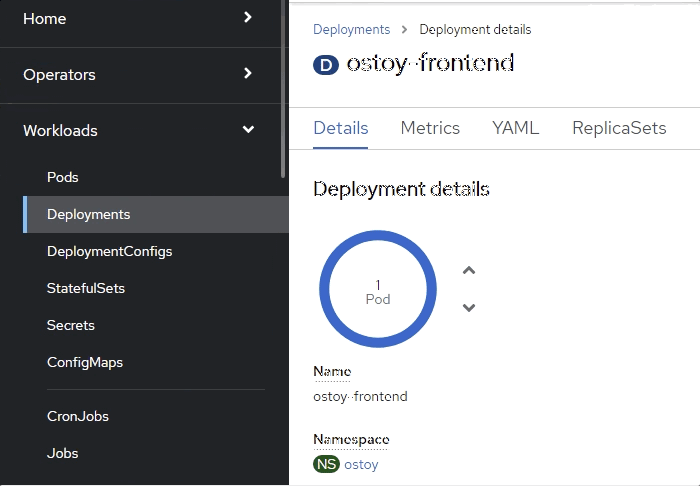 Home
Operators
Workloads
Pods
Deployments
DeploymentConfigs
StatefulSets
Secrets
ConfigMaps
CronJobs
Jobs
Deployments > Deployment details
D ostoy-frontend
Details Metrics YAML ReplicaSets
Deployment details
1
Pod
Name
ostoy-frontend
Namespace
NS ostoy